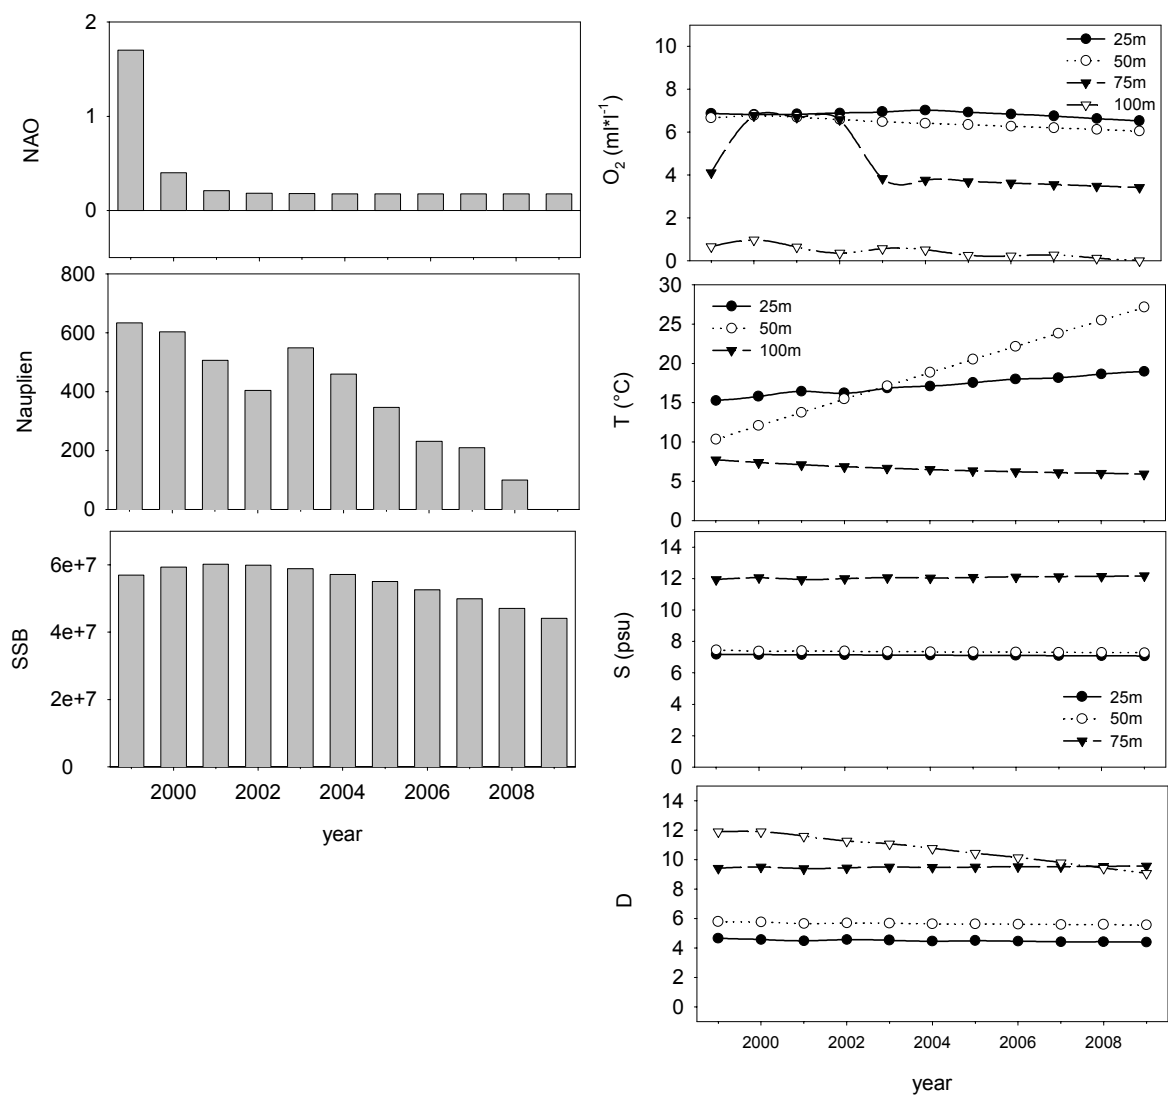 2
1
0
NAO
800
600
400
200
0
Nauplien
6e+7
4e+7
2e+7
0
SSB
2000 2002 2004 2006 2008
year
10
8
6
4
2
0
O2 (ml*l-1)
25m
50m
75m
100m
30
25
20
15
10
5
0
T (°C)
25m
50m
100m
14
12
10
8
6
4
2
0
S (psu)
25m
50m
75m
14
12
10
8
6
4
2
0
D
2000 2002 2004 2006 2008
year